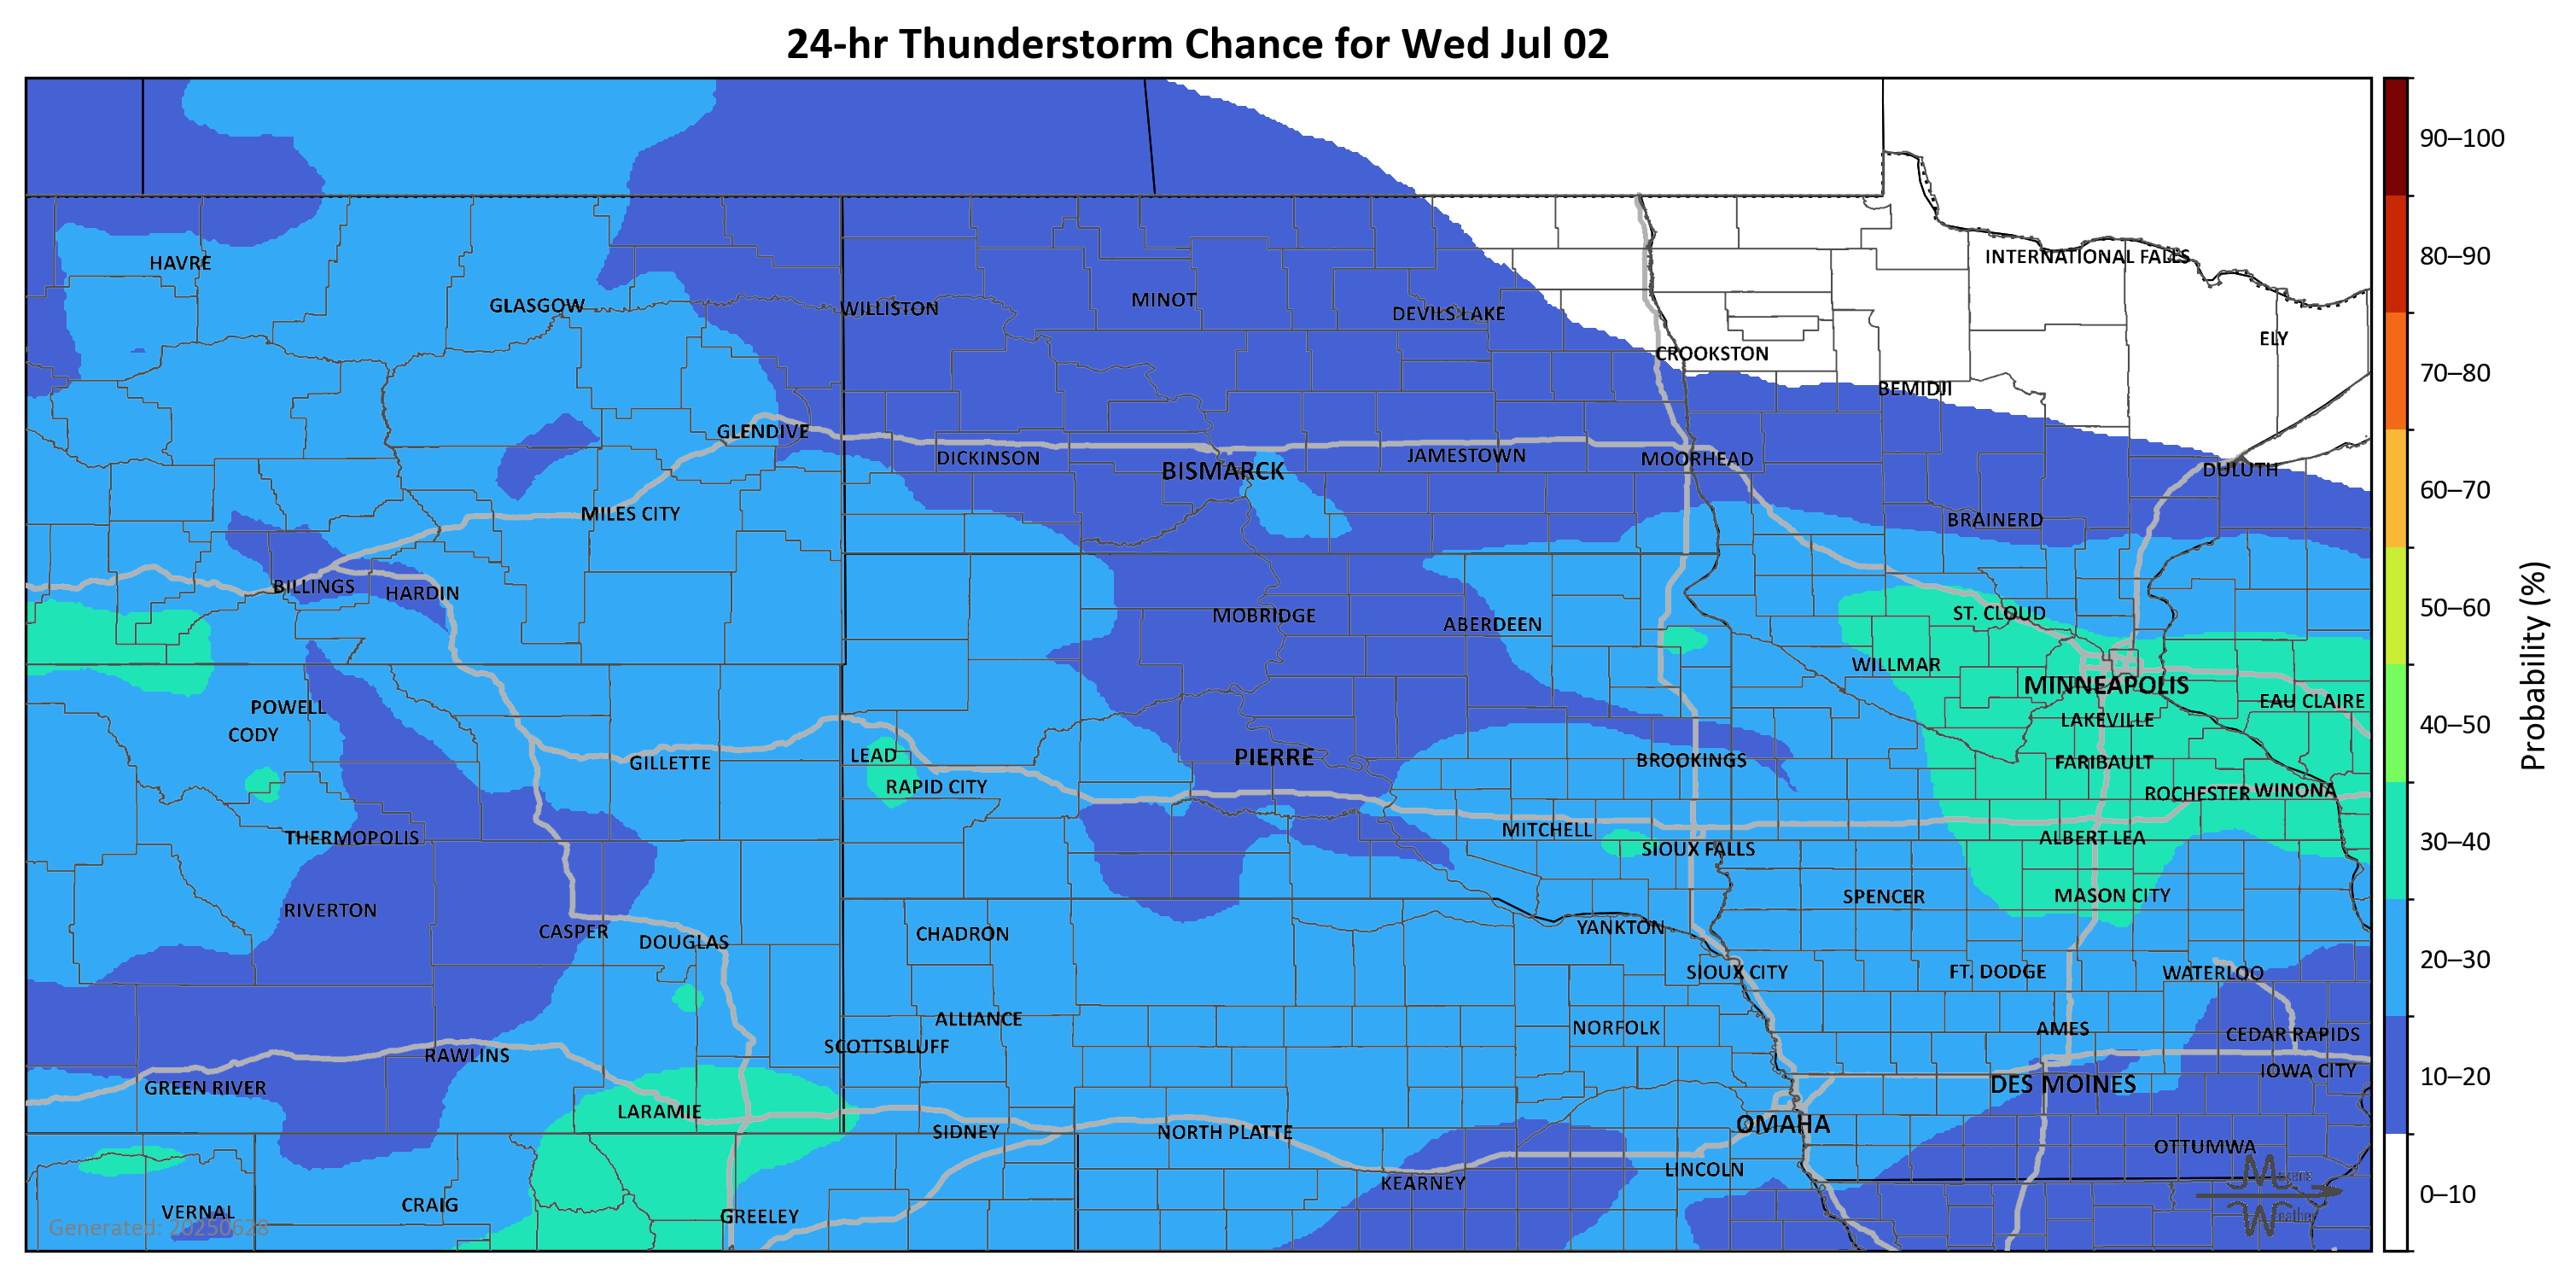 24-hr Thunderstorm Chance for Wed Jul 02
90–100
INTERNATIONAL FALLS
80–90
HAVRE
MINOT
GLASGOW
WILLISTON
DEVILS LAKE
ELY
CROOKSTON
70–80
BEMIDJI
GLENDIVE
DICKINSON
BISMARCK
JAMESTOWN
MOORHEAD
DULUTH
60–70
MILES CITY
BRAINERD
BILLINGS
HARDIN
MOBRIDGE
ABERDEEN
ST. CLOUD
50–60
WILLMAR
MINNEAPOLIS
Probability (%)
POWELL
EAU CLAIRE
CODY
LAKEVILLE
40–50
LEAD
GILLETTE
PIERRE
BROOKINGS
FARIBAULT
RAPID CITY
ROCHESTER
WINONA
THERMOPOLIS
MITCHELL
ALBERT LEA
30–40
SIOUX FALLS
SPENCER
MASON CITY
RIVERTON
CASPER
DOUGLAS
CHADRON
YANKTON
20–30
SIOUX CITY
FT. DODGE
WATERLOO
ALLIANCE
NORFOLK
AMES
CEDAR RAPIDS
SCOTTSBLUFF
RAWLINS
IOWA CITY
10–20
GREEN RIVER
DES MOINES
LARAMIE
SIDNEY
NORTH PLATTE
OMAHA
OTTUMWA
LINCOLN
KEARNEY
Mekens
0–10
VERNAL
CRAIG
GREELEY
Weather
Generated: 20250628